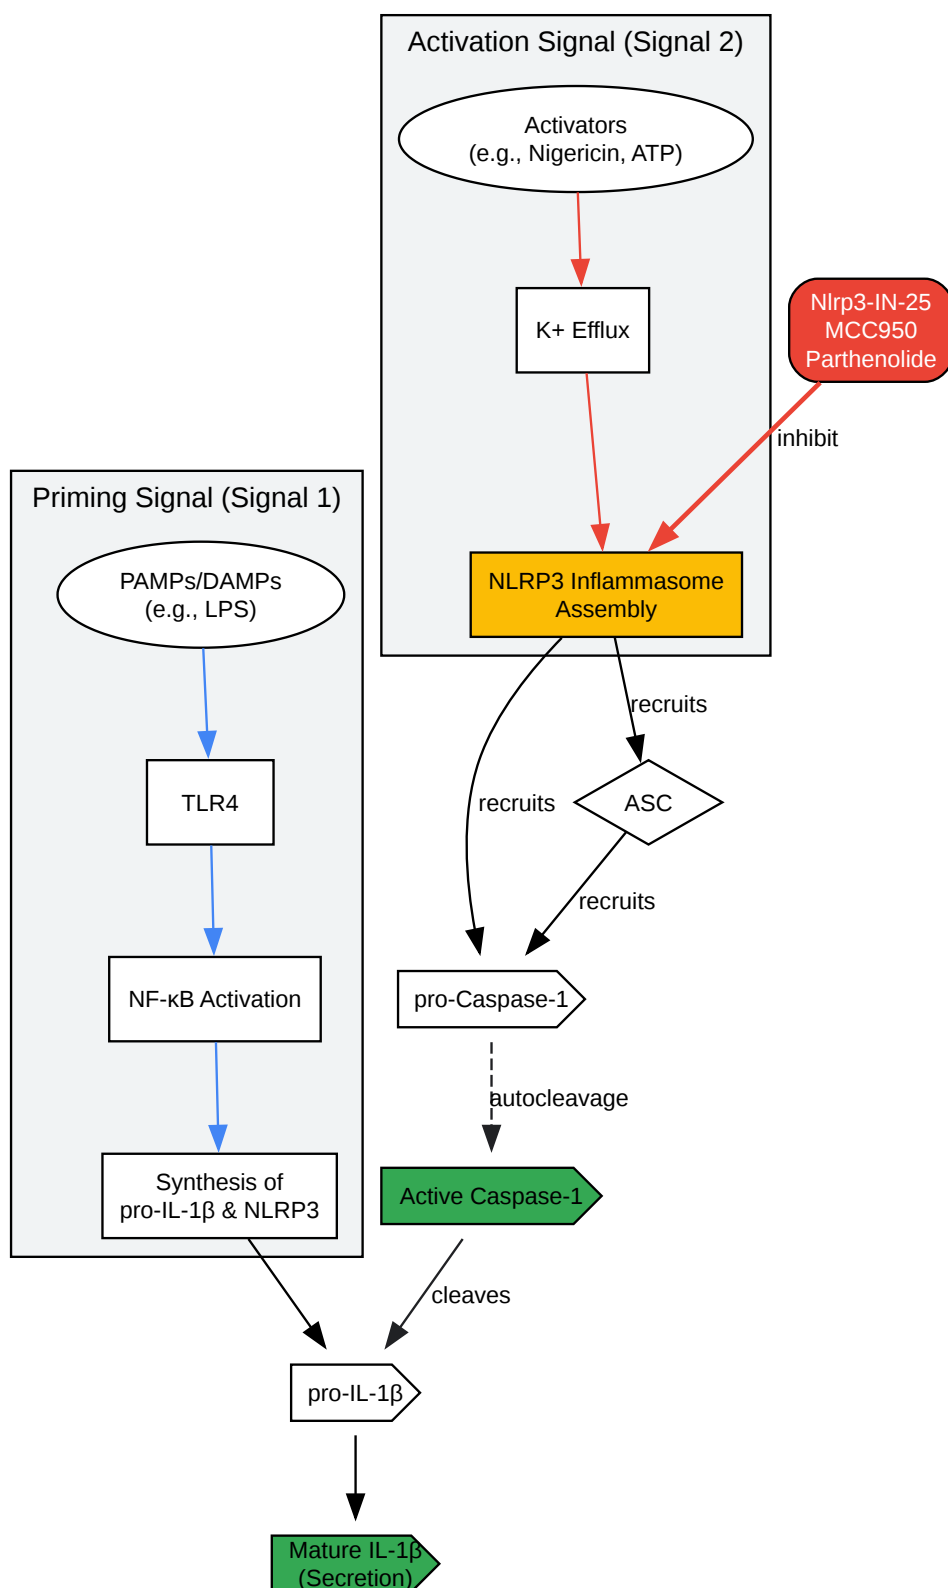 Activation Signal (Signal 2)
Activators
(e.g., Nigericin, ATP)
K+ Efflux
Nlrp3-IN-25
MCC950
Parthenolide
inhibit
Priming Signal (Signal 1)
PAMPs/DAMPs
(e.g., LPS)
NLRP3 Inflammasome
Assembly
recruits
TLR4
recruits
ASC
recruits
NF-κB Activation
pro-Caspase-1
autocleavage
Synthesis of
pro-IL-1β & NLRP3
Active Caspase-1
cleaves
pro-IL-1β
Mature IL-1β
(Secretion)